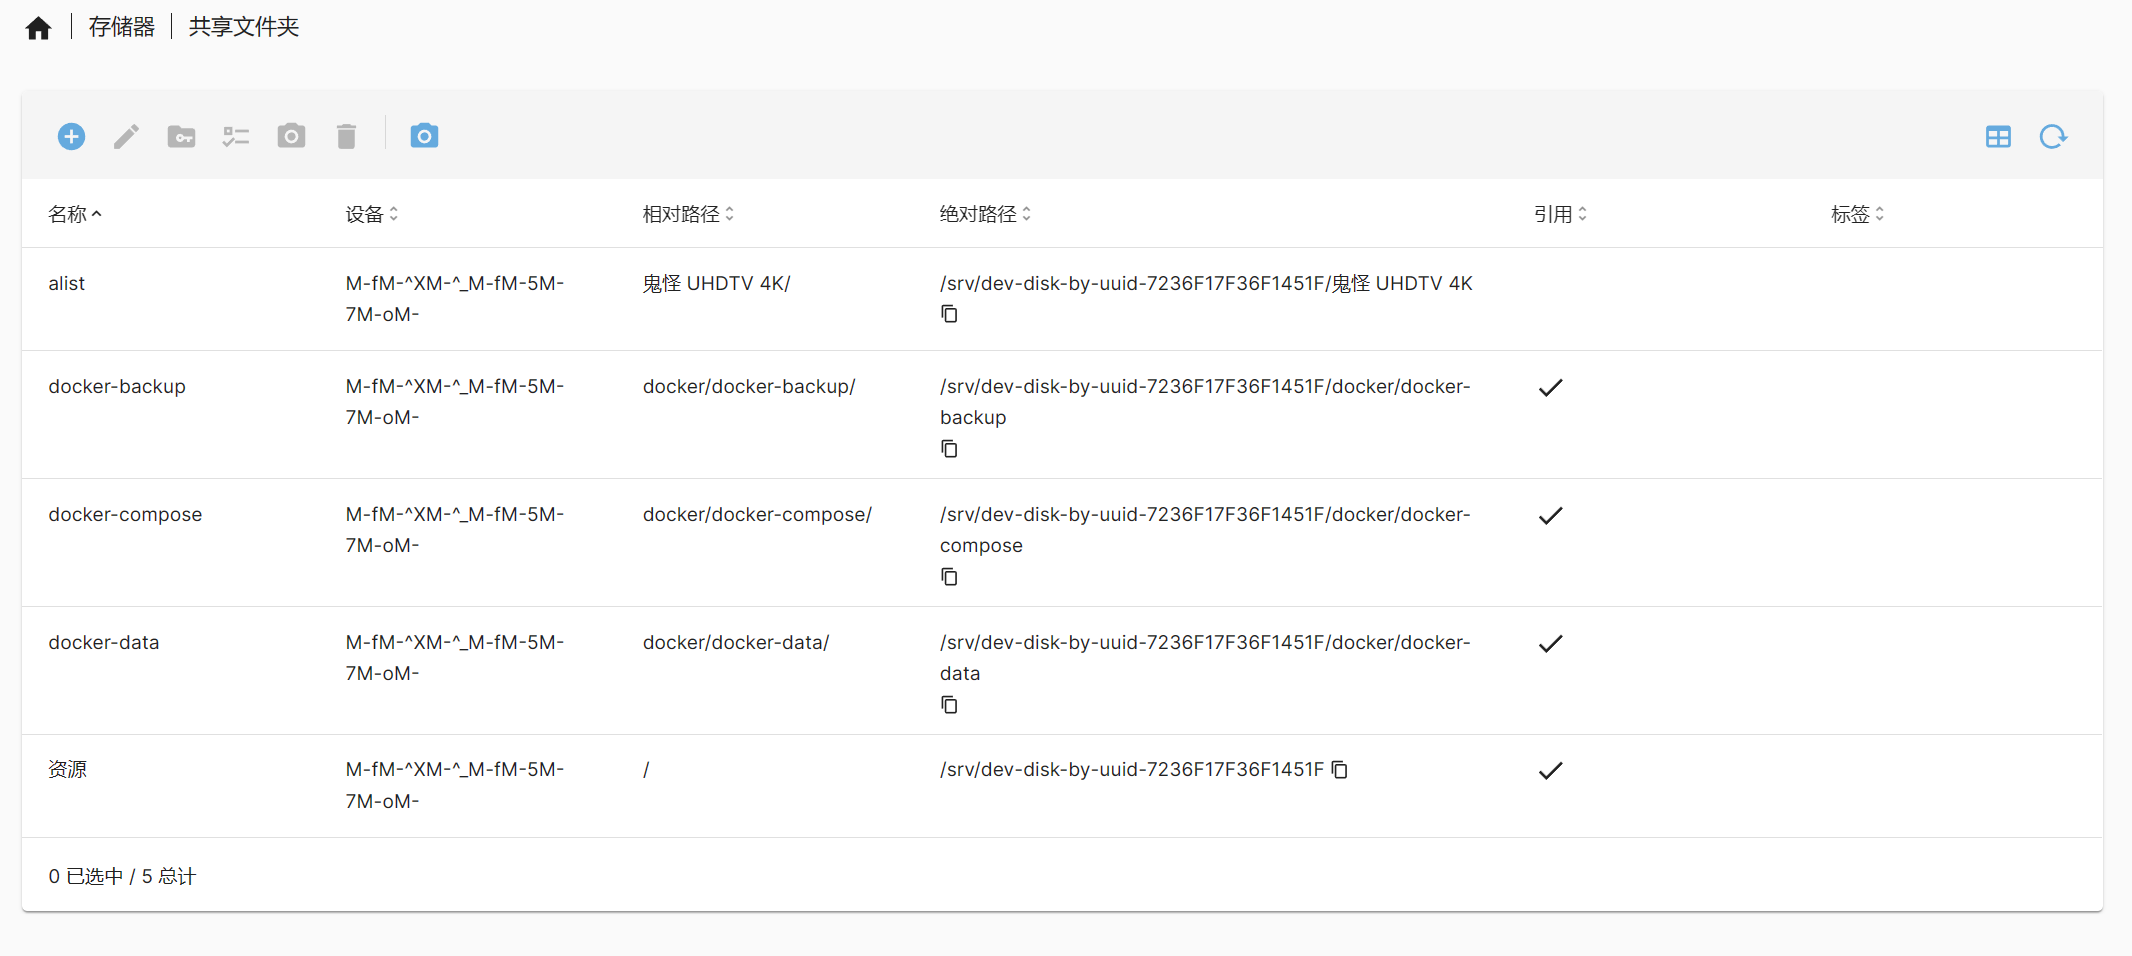 存储器 共享文件夹
名称 设备 相对路径 绝对路径 引用 标签
alist M-fM-^XM-^_M-fM-5M- 鬼怪 UHDTV 4K/ /srv/dev-disk-by-uuid-7236F17F36F1451F/鬼怪 UHDTV 4K
7M-oM-
docker-backup M-fM-^XM-^_M-fM-5M- docker/docker-backup/ /srv/dev-disk-by-uuid-7236F17F36F1451F/docker/docker-
7M-oM- backup
docker-compose M-fM-^XM-^_M-fM-5M- docker/docker-compose/ /srv/dev-disk-by-uuid-7236F17F36F1451F/docker/docker-
7M-oM- compose
docker-data M-fM-^XM-^_M-fM-5M- docker/docker-data/ /srv/dev-disk-by-uuid-7236F17F36F1451F/docker/docker-
7M-oM- data
资源 M-fM-^XM-^_M-fM-5M- / /srv/dev-disk-by-uuid-7236F17F36F1451F
7M-oM-
0 已选中 / 5 总计